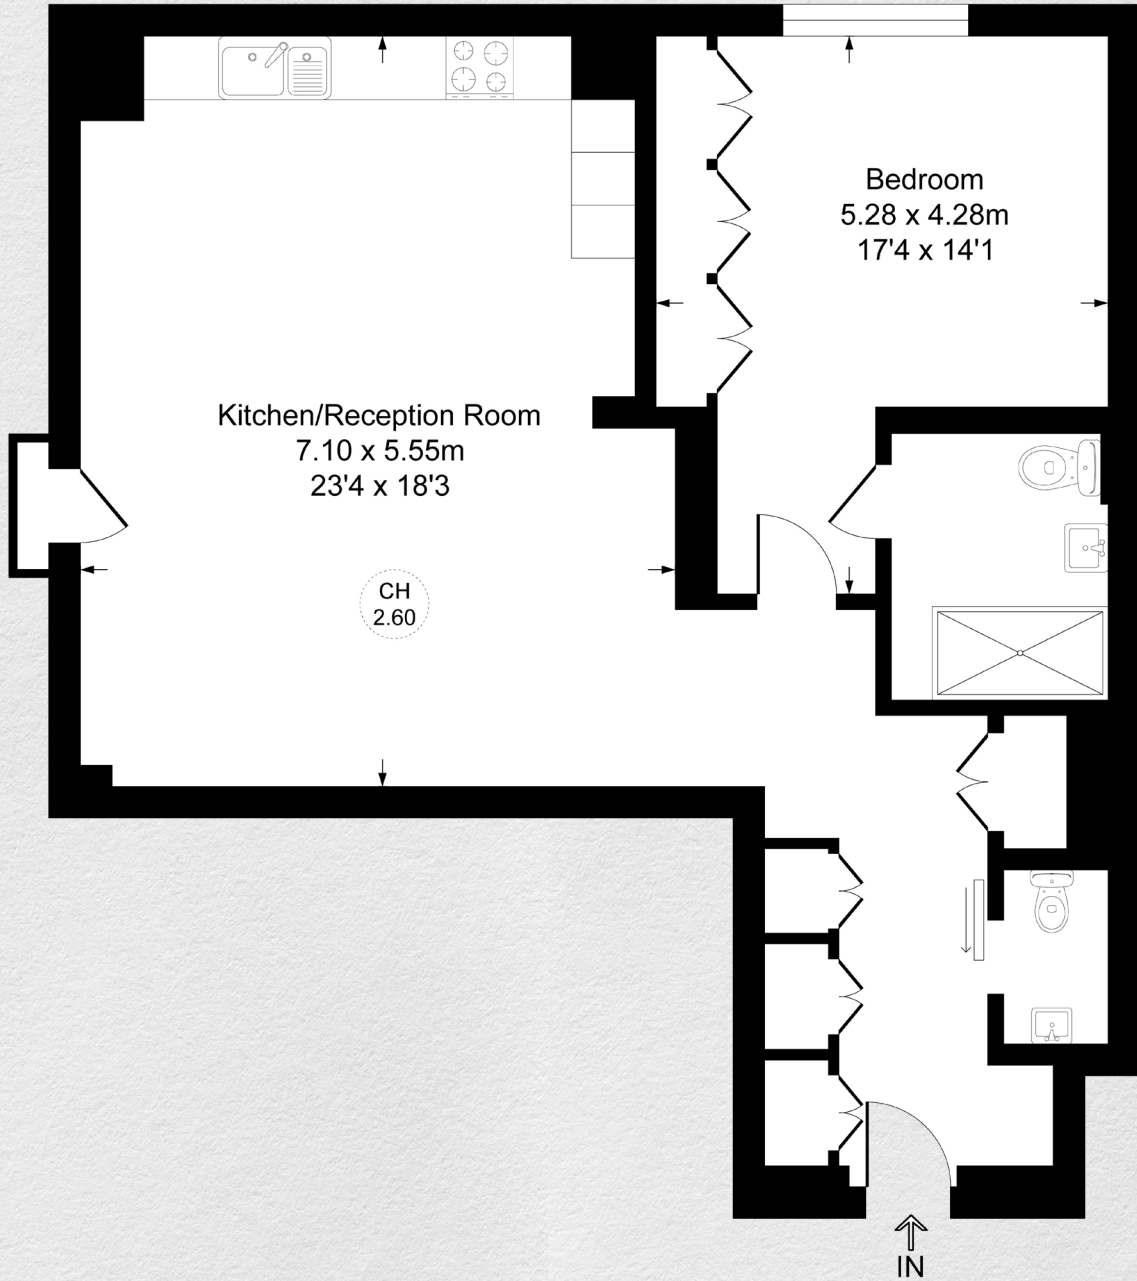 Bedroom
5.28 x 4.28m
17'4 x 14'1
Kitchen/Reception Room
7.10 x 5.55m
23'4 x 18'3
CH
2.60
IN